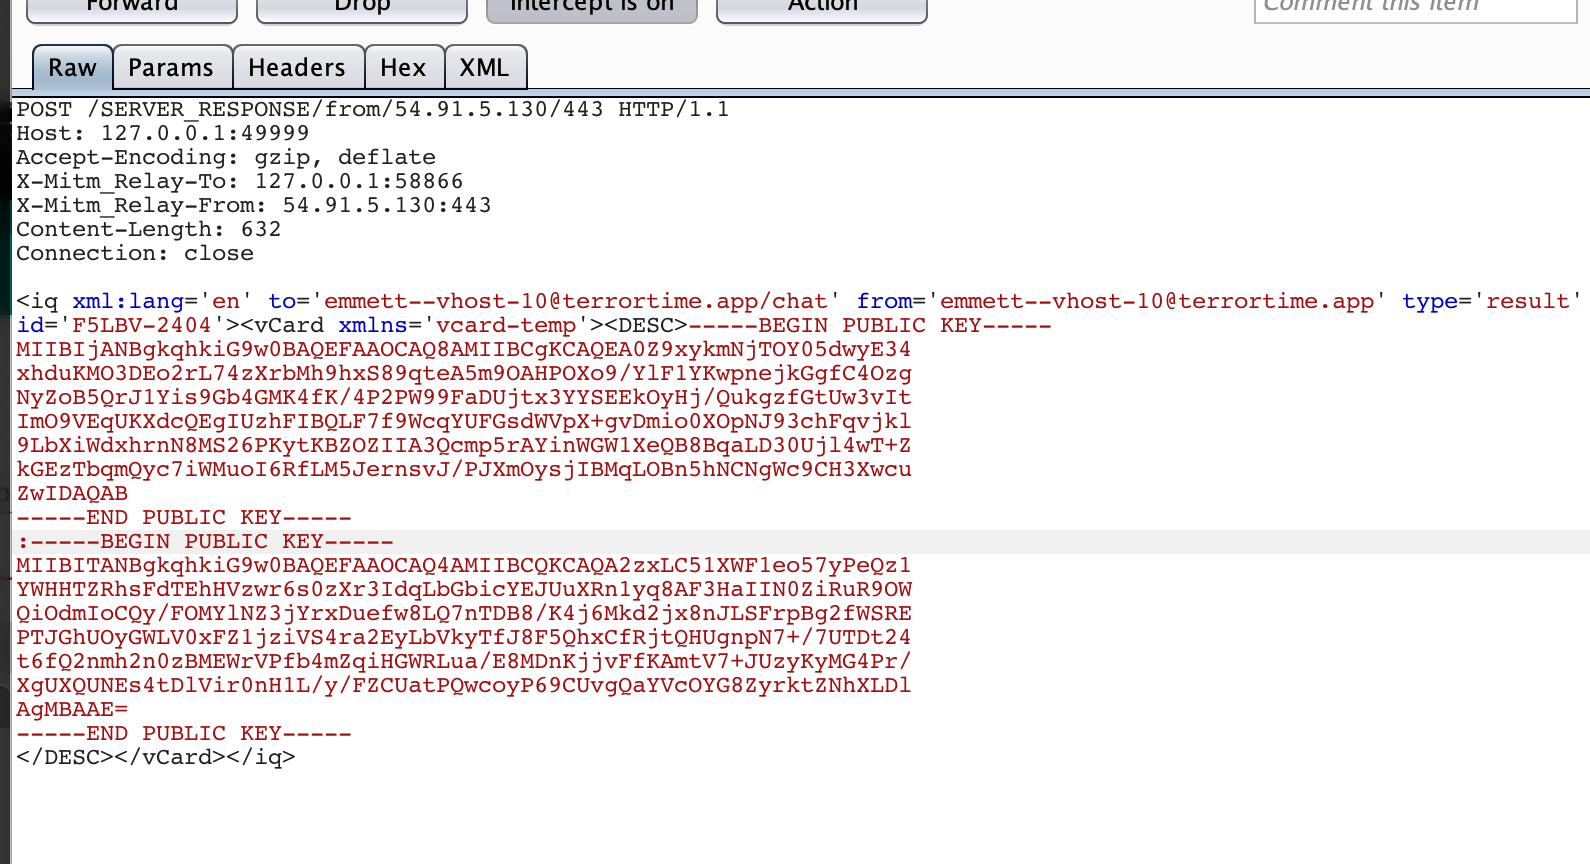 Forward Drop Intercept is on Action Comment this item
Raw Params Headers Hex XML
POST /SERVER_RESPONSE/from/54.91.5.130/443 HTTP/1.1
Host: 127.0.0.1:49999
Accept-Encoding: gzip, deflate
X-Mitm_Relay-To: 127.0.0.1:58866
X-Mitm_Relay-From: 54.91.5.130:443
Content-Length: 632
Connection: close
<iq xml:lang='en' to='emmett--vhost-10@terrortime.app/chat' from='emmett--vhost-10@terrortime.app' type='result'
id='F5LBV-2404'><vCard xmlns='vcard-temp'><DESC>-----BEGIN PUBLIC KEY-----
MIIBIjANBgkqhkiG9w0BAQEFAAOCAQ8AMIIBCgKCAQEA0Z9xykmNjTOY05dwyE34
xhduKMO3DEo2rL74zXrbMh9hxS89qteA5m9OAHPOXo9/YlF1YKwpnejkGgfC4Ozg
NyZoB5QrJ1Yis9Gb4GMK4fK/4P2PW99FaDUjtx3YYSEEkOyHj/QukgzfGtUw3vIt
ImO9VEqUKXdcQEgIUzhFIBQLF7f9WcqYUFGsdWVpX+gvDmio0XOpNJ93chFqvjkl
9LbXiWdxhrnN8MS26PKytKBZOZIIA3Qcmp5rAYinWGW1XeQB8BqaLD30Ujl4wT+Z
kGEzTbqmQyc7iWMuoI6RfLM5JernsvJ/PJXmOysjIBMqLOBn5hNCNgWc9CH3Xwcu
ZwIDAQAB
-----END PUBLIC KEY-----
:-----BEGIN PUBLIC KEY-----
MIIBITANBgkqhkiG9w0BAQEFAAOCAQ4AMIIBCQKCAQA2zxLC51XWF1eo57yPeQz1
YWHHTZRhsFdTEhHVzwr6s0zXr3IdqLbGbicYEJUuXRn1yq8AF3HaIIN0ZiRuR9OW
QiOdmIoCQy/FOMYlNZ3jYrxDuefw8LQ7nTDB8/K4j6Mkd2jx8nJLSFrpBg2fWSRE
PTJGhUOyGWLV0xFZ1jziVS4ra2EyLbVkyTfJ8F5QhxCfRjtQHUgnpN7+/7UTDt24
t6fQ2nmh2n0zBMEWrVPfb4mZqiHGWRLua/E8MDnKjjvFfKAmtV7+JUzyKyMG4Pr/
XgUXQUNEs4tDlVir0nH1L/y/FZCUatPQwcoyP69CUvgQaYVcOYG8ZyrktZNhXLDl
AgMBAAE=
-----END PUBLIC KEY-----
</DESC></vCard></iq>